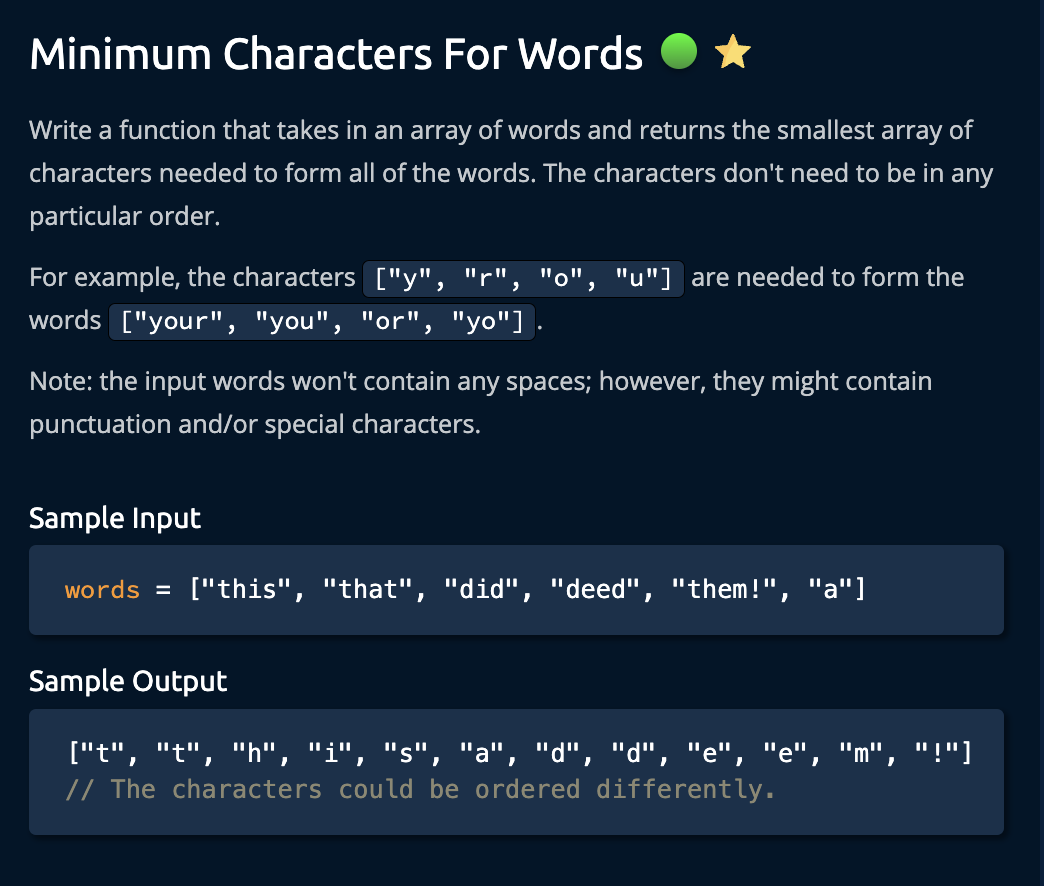 Minimum Characters For Words
Write a function that takes in an array of words and returns the smallest array of
characters needed to form all of the words. The characters don't need to be in any
particular order.
For example, the characters ["y", "r", "o", "u"] are needed to form the
words ["your", "you", "or", "yo"].
Note: the input words won't contain any spaces; however, they might contain
punctuation and/or special characters.
Sample Input
words = ["this", "that", "did", "deed", "them!", "a"]
Sample Output
["t", "t", "h", "i", "s", "a", "d", "d", "e", "e", "m", "!"]
// The characters could be ordered differently.